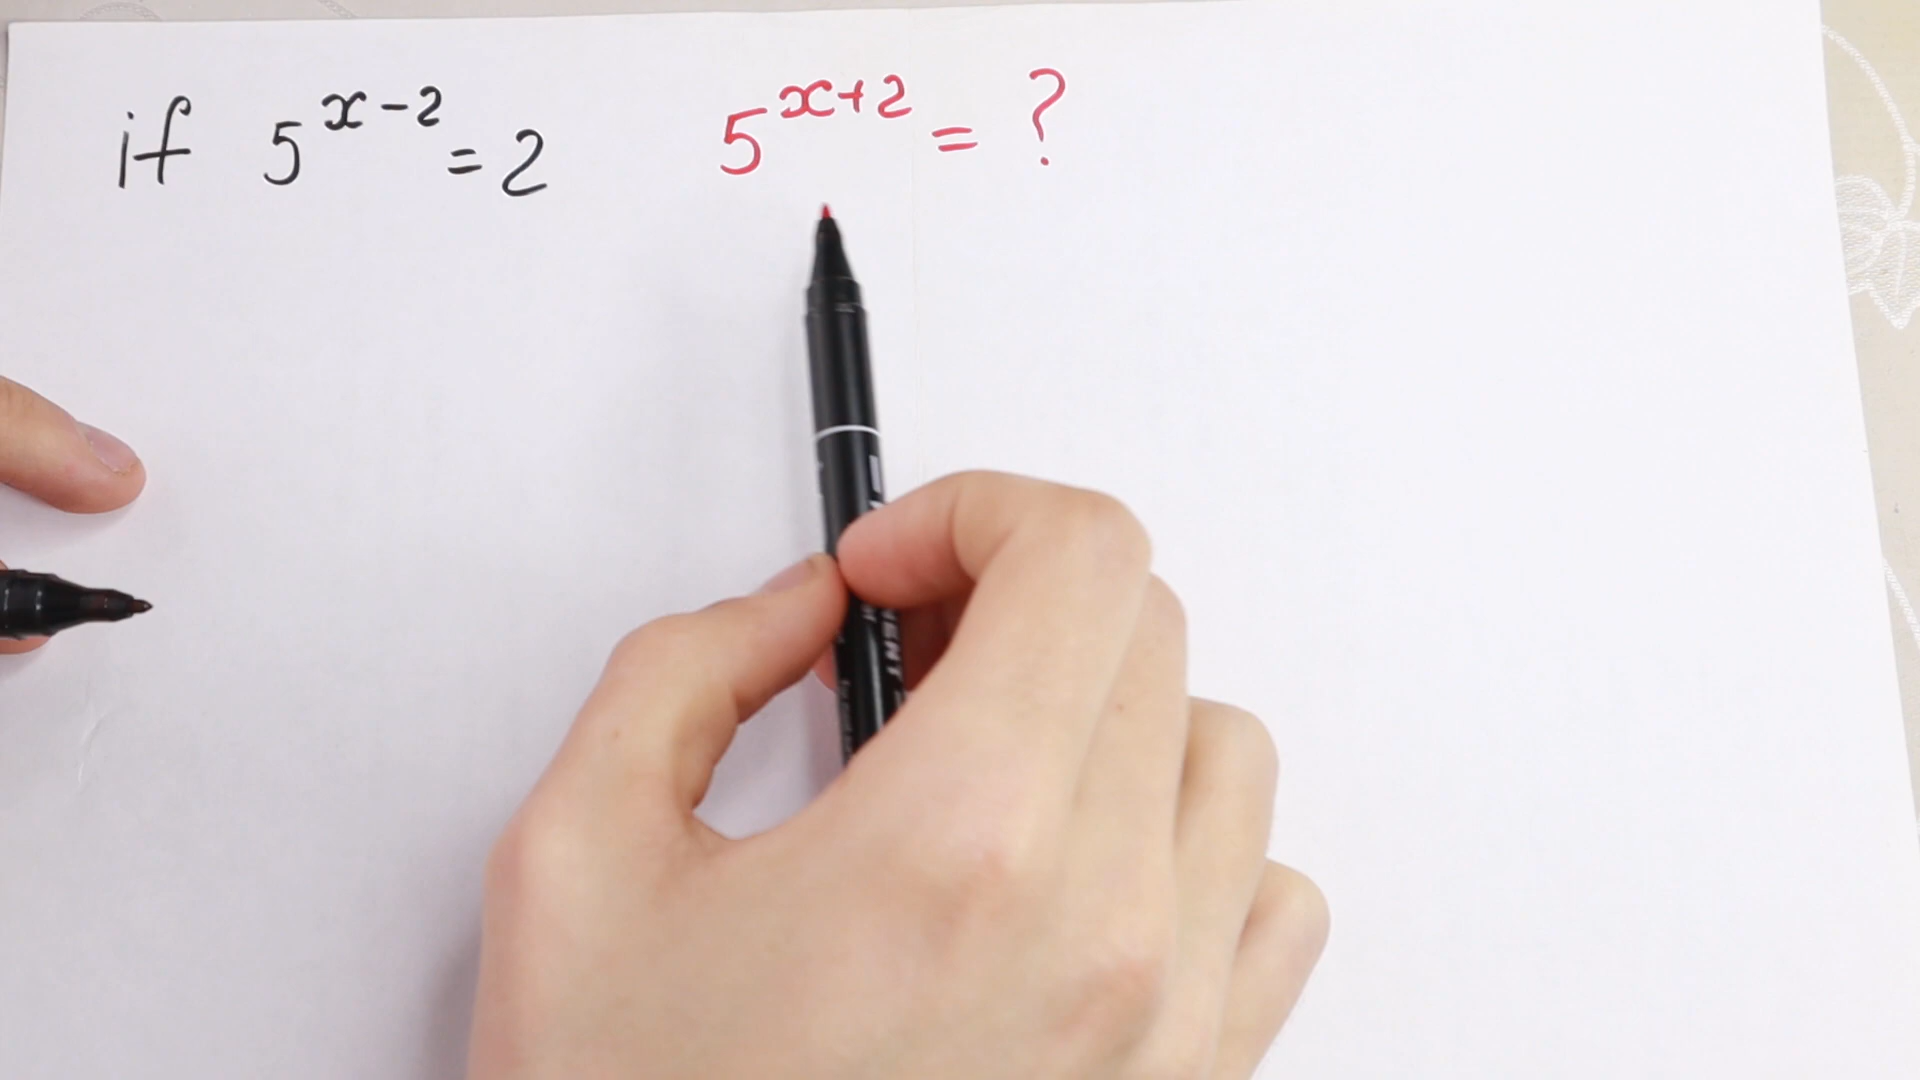 if 5^{x-2} = 2 5^{x+2} = ?